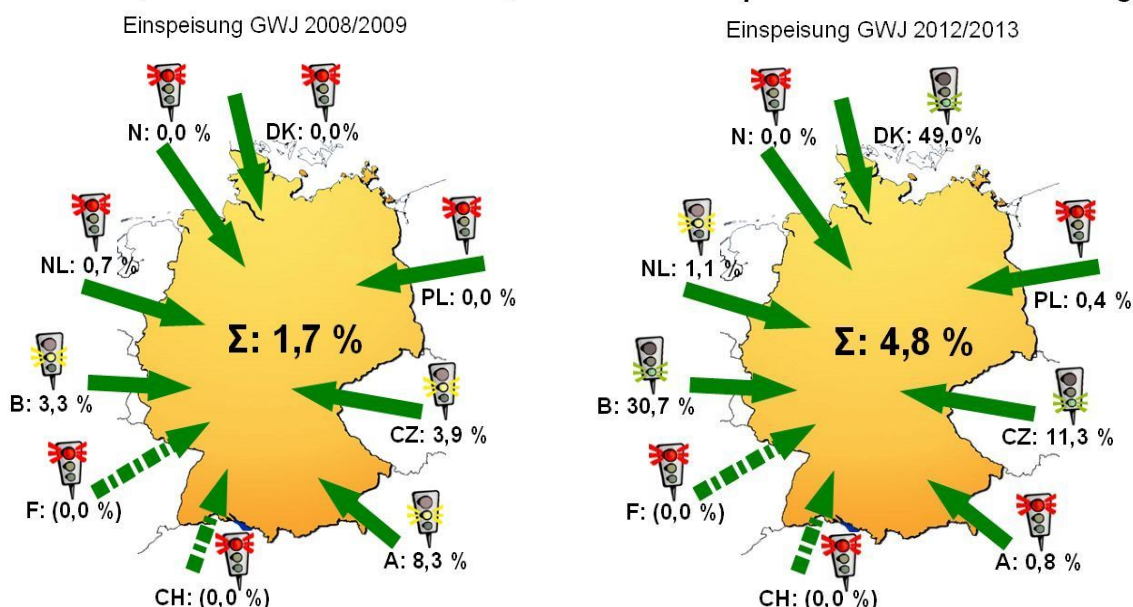 Einspeisung GWJ 2008/2009
N: 0,0 %
DK: 0,0%
NL: 0,7 %
PL: 0,0 %
Σ: 1,7 %
B: 3,3 %
CZ: 3,9 %
F: (0,0 %)
A: 8,3 %
CH: (0,0 %)
Einspeisung GWJ 2012/2013
N: 0,0 %
DK: 49,0%
NL: 1,1 %
PL: 0,4 %
Σ: 4,8 %
B: 30,7 %
CZ: 11,3 %
F: (0,0 %)
A: 0,8 %
CH: (0,0 %)